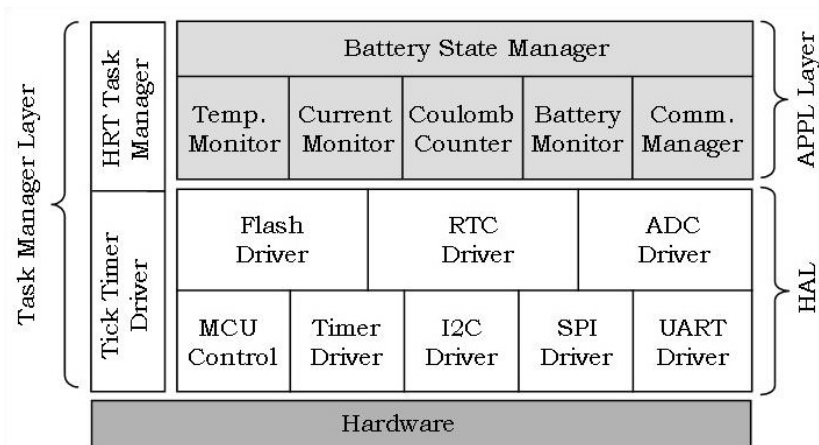 Task Manager Layer
HRT Task
Manager
Tick Timer
Driver
Battery State Manager
Temp.
Monitor
Current
Monitor
Coulomb
Counter
Battery
Monitor
Comm.
Manager
APPL Layer
Flash
Driver
RTC
Driver
ADC
Driver
MCU
Control
Timer
Driver
I2C
Driver
SPI
Driver
UART
Driver
HAL
Hardware